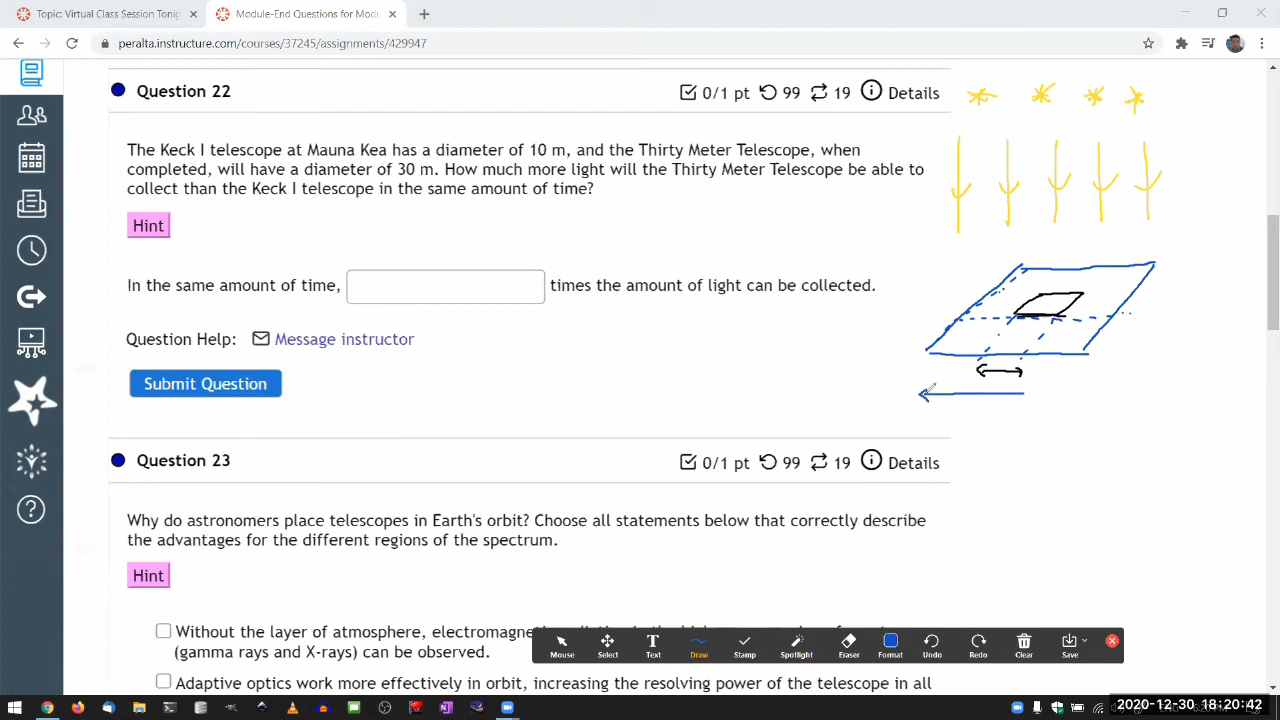 Topic: Virtual Class Session Tonig
Module-End Questions for Modu
peralta.instructure.com/courses/37245/assignments/429947
Question 22
0/1 pt 99 19 Details
The Keck I telescope at Mauna Kea has a diameter of 10 m, and the Thirty Meter Telescope, when
completed, will have a diameter of 30 m. How much more light will the Thirty Meter Telescope be able to
collect than the Keck I telescope in the same amount of time?
Hint
In the same amount of time, times the amount of light can be collected.
Question Help: Message instructor
Submit Question
Question 23
0/1 pt 99 19 Details
Why do astronomers place telescopes in Earth's orbit? Choose all statements below that correctly describe
the advantages for the different regions of the spectrum.
Hint
Without the layer of atmosphere, electromagne
(gamma rays and X-rays) can be observed.
Adaptive optics work more effectively in orbit, increasing the resolving power of the telescope in all
Mouse Select Text Draw Stamp Spotlight Eraser Format Undo Redo Clear Save
2020-12-30 18:20:42